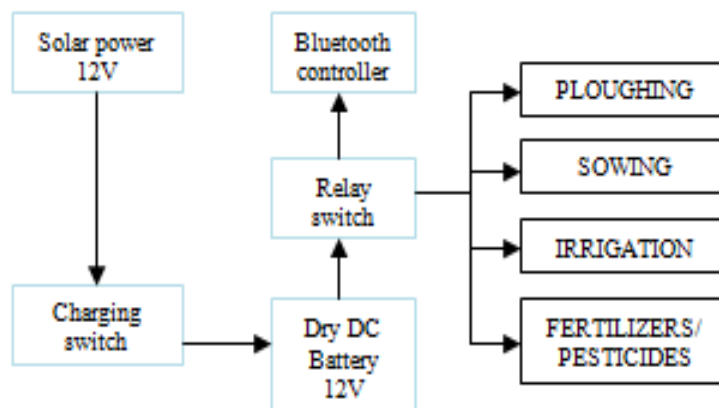 Solar power
12V
Bluetooth
controller
PLOUGHING
SOWING
Relay
switch
IRRIGATION
Charging
switch
Dry DC
Battery
12V
FERTILIZERS/
PESTICIDES